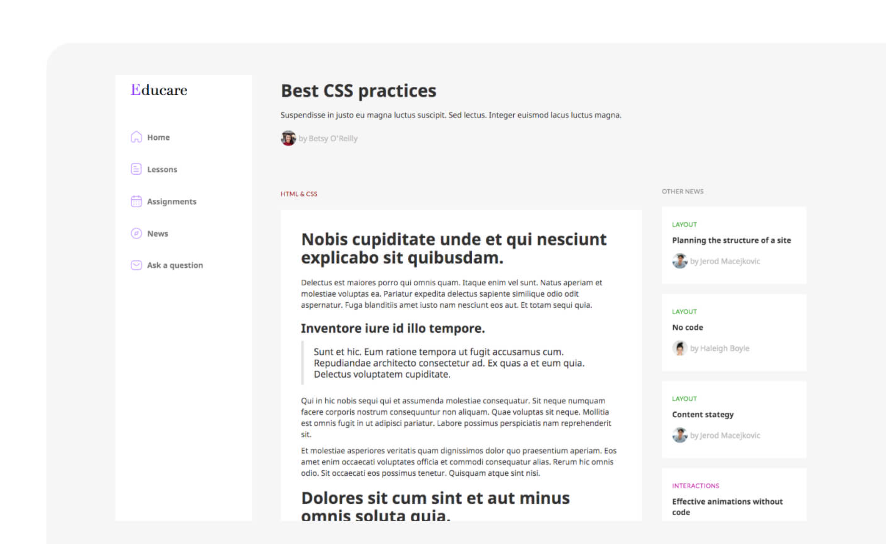 Educare
Home
Lessons
Assignments
News
Ask a question
Best CSS practices
Suspendisse in justo eu magna luctus suscipit. Sed lectus. Integer euismod lacus luctus magna.
by Betsy O'Reilly
HTML & CSS
Nobis cupiditate unde et qui nesciunt
explicabo sit quibusdam.
Delectus est maiores porro qui omnis quam. Itaque enim vel sunt. Natus aperiam et
molestiae voluptas ea. Pariatur expedita delectus sapiente similique odio odit
aspernatur. Fuga blanditiis amet iusto nam nesciunt eos aut. Et totam sequi quia.
Inventore iure id illo tempore.
Sunt et hic. Eum ratione tempora ut fugit accusamus cum.
Repudiandae architecto consectetur ad. Ex quas a et eum quia.
Delectus voluptatem cupiditate.
Qui in hic nobis sequi qui et assumenda molestiae consequatur. Sit neque numquam
facere corporis nostrum consequuntur non aliquam. Quae voluptas sit neque. Mollitia
est omnis fugit in ut adipisci pariatur. Labore possimus perspiciatis nam reprehenderit
sit.
Et molestiae asperiores veritatis quam dignissimos dolor quo praesentium aperiam. Eos
amet enim occaecati voluptates officia et commodi consequatur alias. Rerum hic omnis
odio. Sit occaecati eos possimus tenetur. Quisquam atque sint nisi.
Dolores sit cum sint et aut minus
omnis soluta quia.
OTHER NEWS
LAYOUT
Planning the structure of a site
by Jerod Macejkovic
LAYOUT
No code
by Haleigh Boyle
LAYOUT
Content stategy
by Jerod Macejkovic
INTERACTIONS
Effective animations without
code